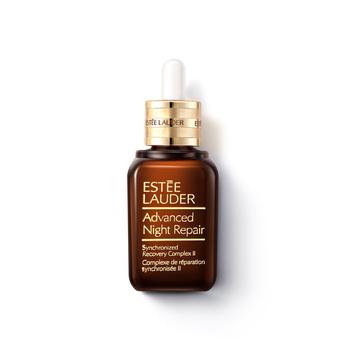 ESTĒE LAUDER
ESTĒE
LAUDER
Advanced
Night Repair
Synchronized
Recovery Complex II
Complexe de réparation
synchronisée II